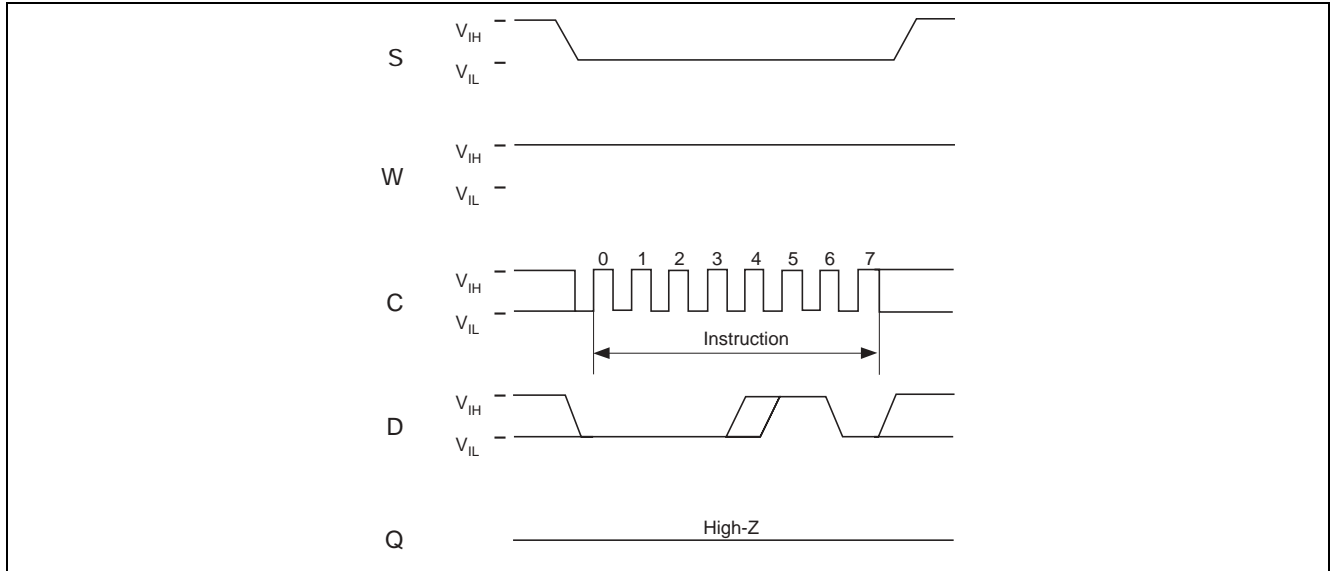 S
V_IH
V_IL
W
V_IH
V_IL
C
V_IH
V_IL
0 1 2 3 4 5 6 7
Instruction
D
V_IH
V_IL
Q
High-Z